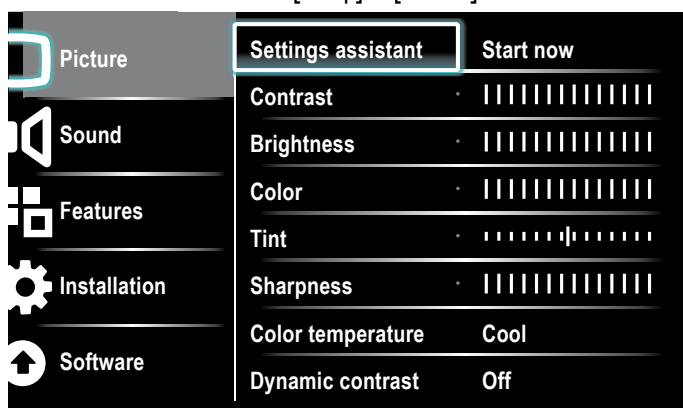 Picture
Sound
Features
Installation
Software
Settings assistant Start now
Contrast
Brightness
Color
Tint
Sharpness
Color temperature Cool
Dynamic contrast Off